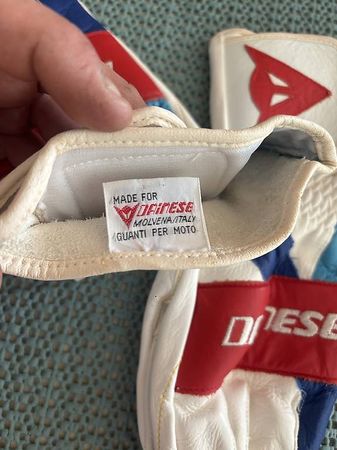 MADE FOR
DAINESE
MOLVENA/ITALY
GUANTI PER MOTO
DAINESE